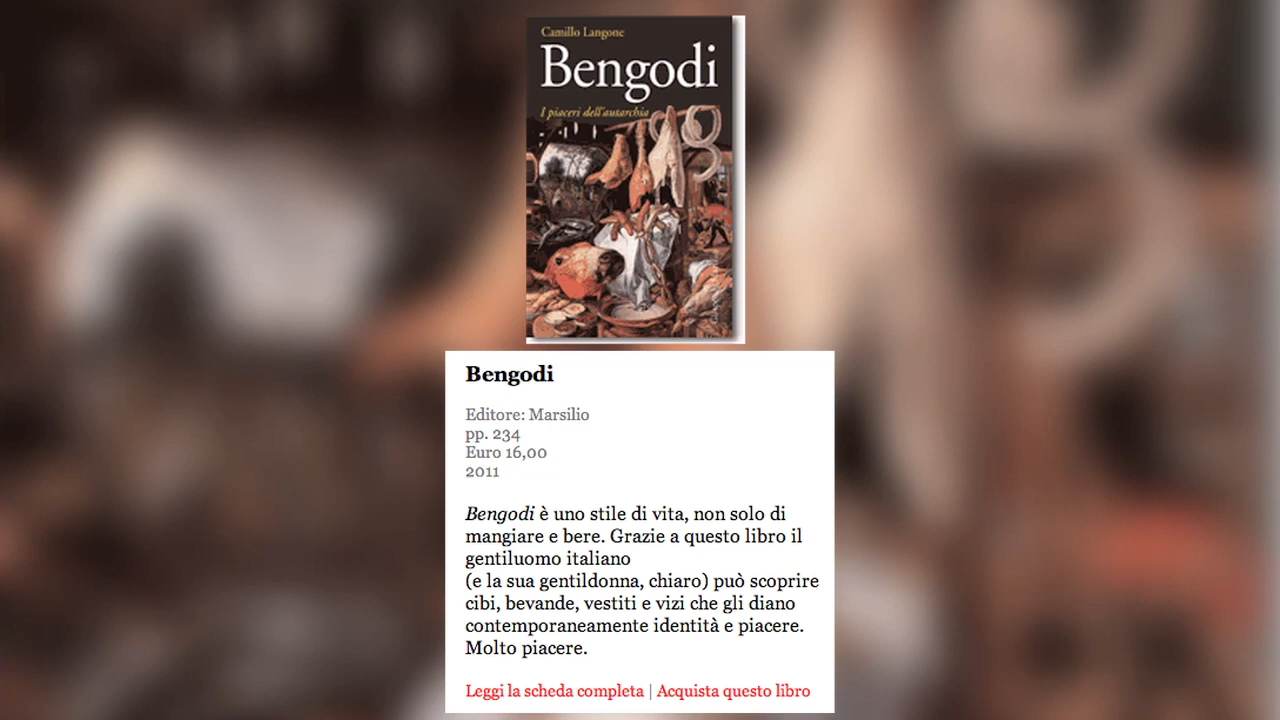 Camillo Langone
Bengodi
I piaceri dell'autarchia
Bengodi
Editore: Marsilio
pp. 234
Euro 16,00
2011
Bengodi è uno stile di vita, non solo di
mangiare e bere. Grazie a questo libro il
gentiluomo italiano
(e la sua gentildonna, chiaro) può scoprire
cibi, bevande, vestiti e vizi che gli diano
contemporaneamente identità e piacere.
Molto piacere.
Leggi la scheda completa | Acquista questo libro